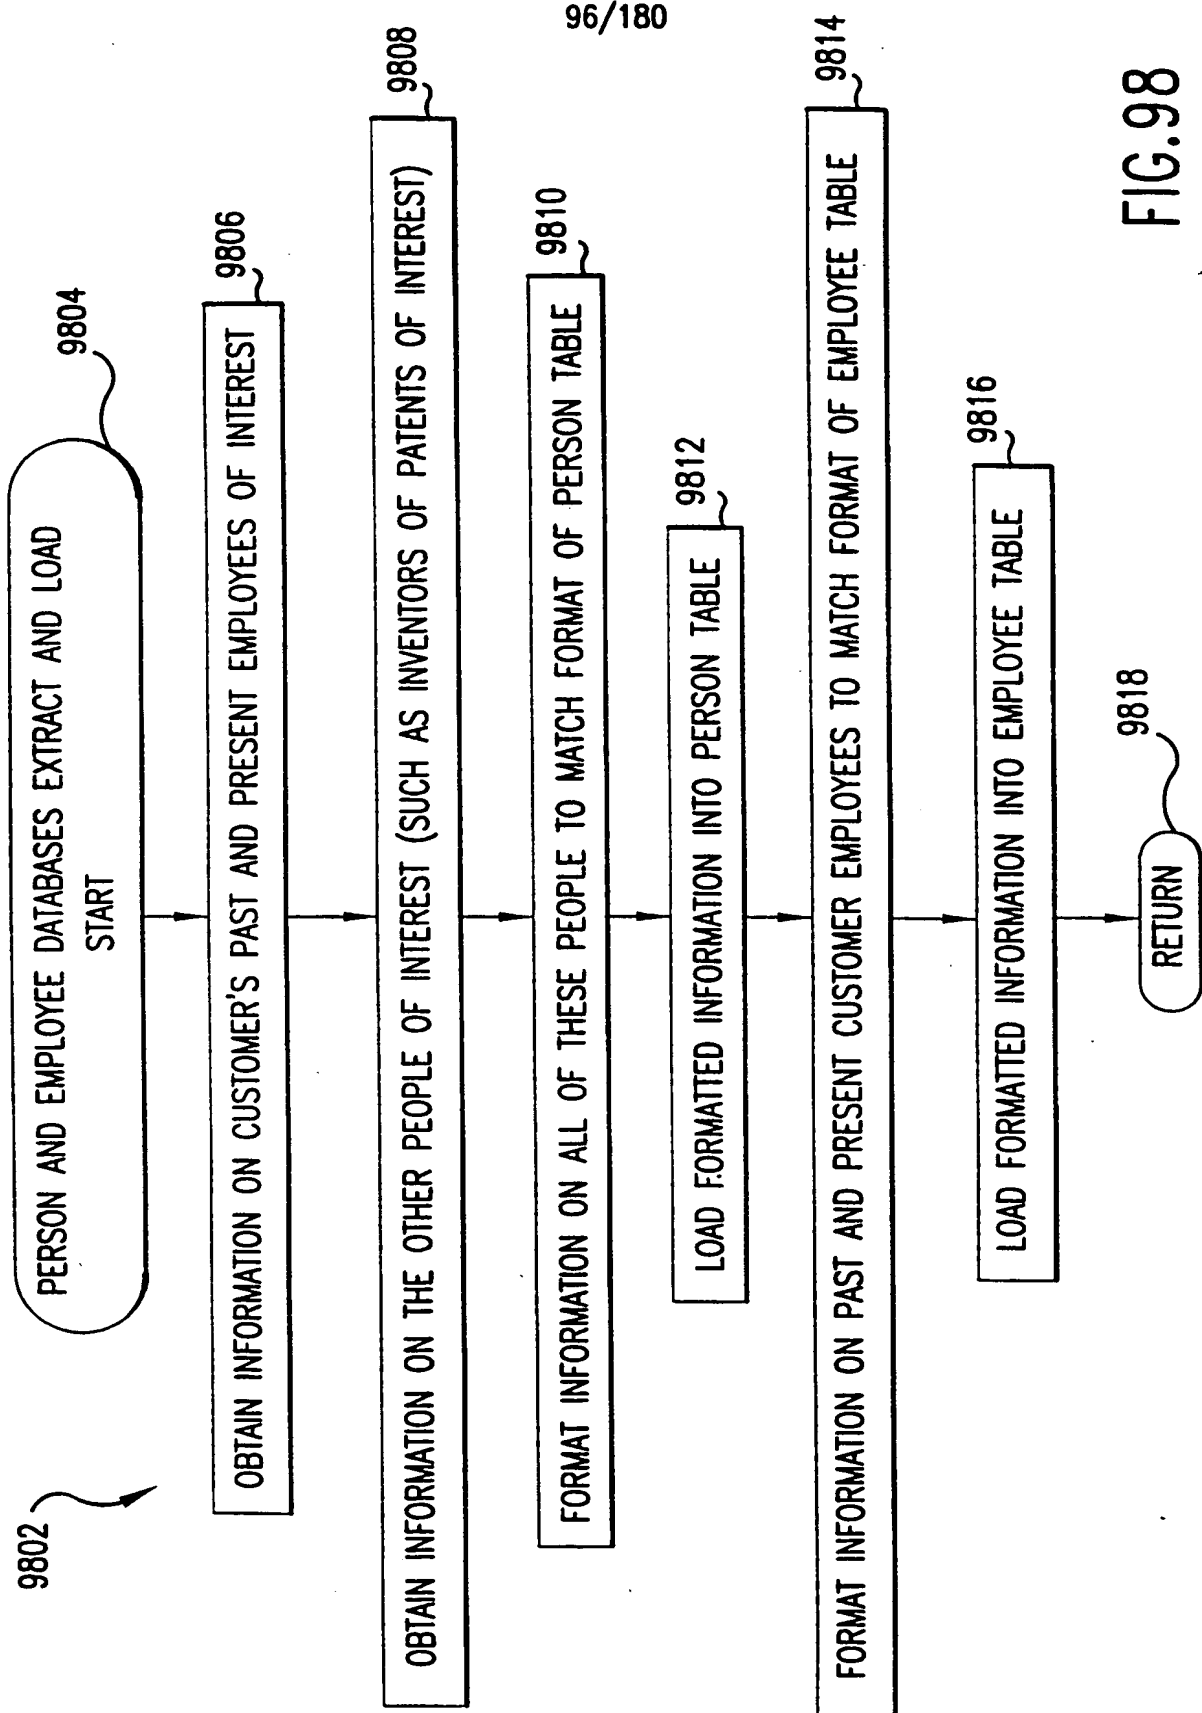 96/180
9802
PERSON AND EMPLOYEE DATABASES EXTRACT AND LOAD
START
9804
OBTAIN INFORMATION ON CUSTOMER'S PAST AND PRESENT EMPLOYEES OF INTEREST
9806
OBTAIN INFORMATION ON THE OTHER PEOPLE OF INTEREST (SUCH AS INVENTORS OF PATENTS OF INTEREST)
9808
FORMAT INFORMATION ON ALL OF THESE PEOPLE TO MATCH FORMAT OF PERSON TABLE
9810
LOAD FORMATTED INFORMATION INTO PERSON TABLE
9812
FORMAT INFORMATION ON PAST AND PRESENT CUSTOMER EMPLOYEES TO MATCH FORMAT OF EMPLOYEE TABLE
9814
LOAD FORMATTED INFORMATION INTO EMPLOYEE TABLE
9816
RETURN
9818
FIG.98